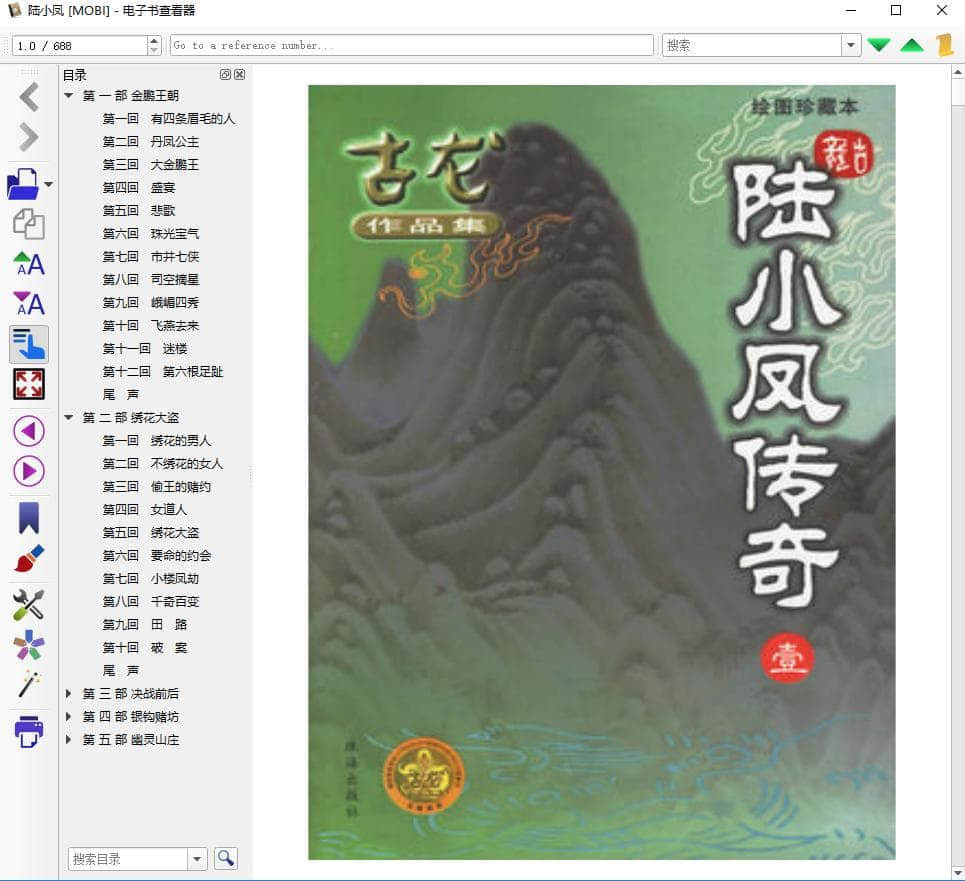 陆小凤 [MOBI] - 电子书查看器
1.0 / 688
Go to a reference number...
搜索
目录
第 一 部 金鹏王朝
第一回 有四条眉毛的人
第二回 丹凤公主
第三回 大金鹏王
第四回 盛宴
第五回 悲歌
第六回 珠光宝气
第七回 市井七侠
第八回 司空摘星
第九回 峨嵋四秀
第十回 飞燕去来
第十一回 迷楼
第十二回 第六根足趾
尾 声
第 二 部 绣花大盗
第一回 绣花的男人
第二回 不绣花的女人
第三回 偷王的赌约
第四回 女道人
第五回 绣花大盗
第六回 要命的约会
第七回 小楼凤劫
第八回 千奇百变
第九回 田 路
第十回 破 案
尾 声
第 三 部 决战前后
第 四 部 银钩赌坊
第 五 部 幽灵山庄
搜索目录
绘图珍藏本
古龙
作品集
古龍
陆小凤传奇
壹
珠海出版社
古龙